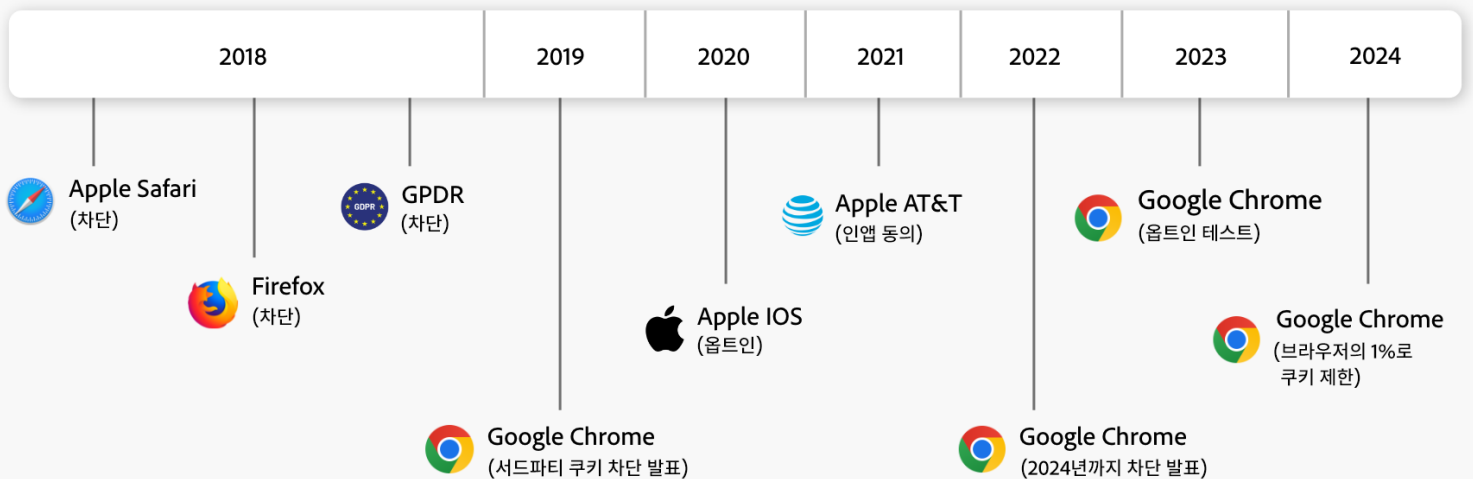 2018
2019
2020
2021
2022
2023
2024
Apple Safari
(차단)
Firefox
(차단)
GDPR
GPDR
(차단)
Google Chrome
(서드파티 쿠키 차단 발표)
Apple IOS
(옵트인)
Apple AT&T
(인앱 동의)
Google Chrome
(2024년까지 차단 발표)
Google Chrome
(옵트인 테스트)
Google Chrome
(브라우저의 1%로
쿠키 제한)